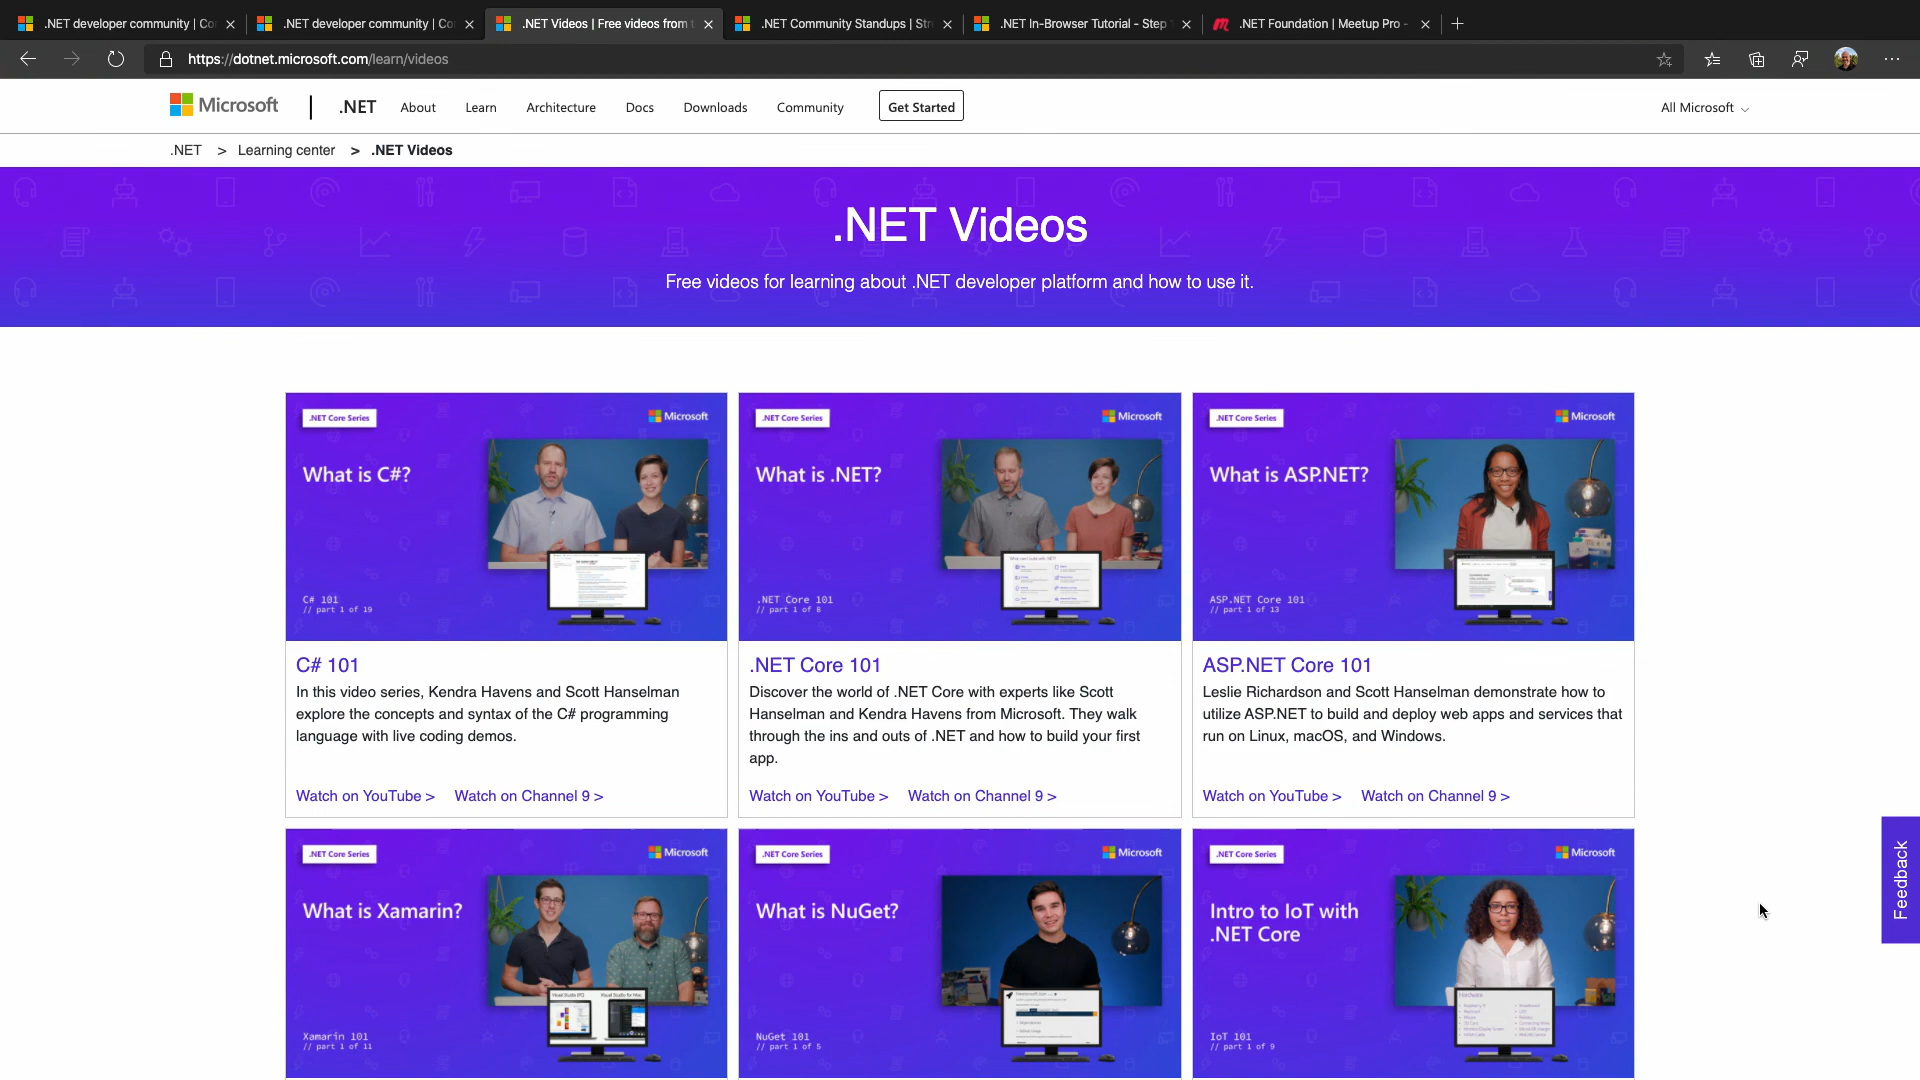 .NET developer community | Co
.NET developer community | Co
.NET Videos | Free videos from t
.NET Community Standups | Str
.NET In-Browser Tutorial - Step
.NET Foundation | Meetup Pro -
https://dotnet.microsoft.com/learn/videos
Microsoft
.NET
About
Learn
Architecture
Docs
Downloads
Community
Get Started
All Microsoft
.NET > Learning center > .NET Videos
.NET Videos
Free videos for learning about .NET developer platform and how to use it.
.NET Core Series
Microsoft
What is C#?
C# 101
// part 1 of 19
C# 101
In this video series, Kendra Havens and Scott Hanselman
explore the concepts and syntax of the C# programming
language with live coding demos.
Watch on YouTube >
Watch on Channel 9 >
.NET Core Series
Microsoft
What is .NET?
.NET Core 101
// part 1 of 8
.NET Core 101
Discover the world of .NET Core with experts like Scott
Hanselman and Kendra Havens from Microsoft. They walk
through the ins and outs of .NET and how to build your first
app.
Watch on YouTube >
Watch on Channel 9 >
.NET Core Series
Microsoft
What is ASP.NET?
ASP.NET Core 101
// part 1 of 13
ASP.NET Core 101
Leslie Richardson and Scott Hanselman demonstrate how to
utilize ASP.NET to build and deploy web apps and services that
run on Linux, macOS, and Windows.
Watch on YouTube >
Watch on Channel 9 >
.NET Core Series
Microsoft
What is Xamarin?
Xamarin 101
// part 1 of 11
.NET Core Series
Microsoft
What is NuGet?
NuGet 101
// part 1 of 5
.NET Core Series
Microsoft
Intro to IoT with
.NET Core
Hardware
IoT 101
// part 1 of 9
Feedback